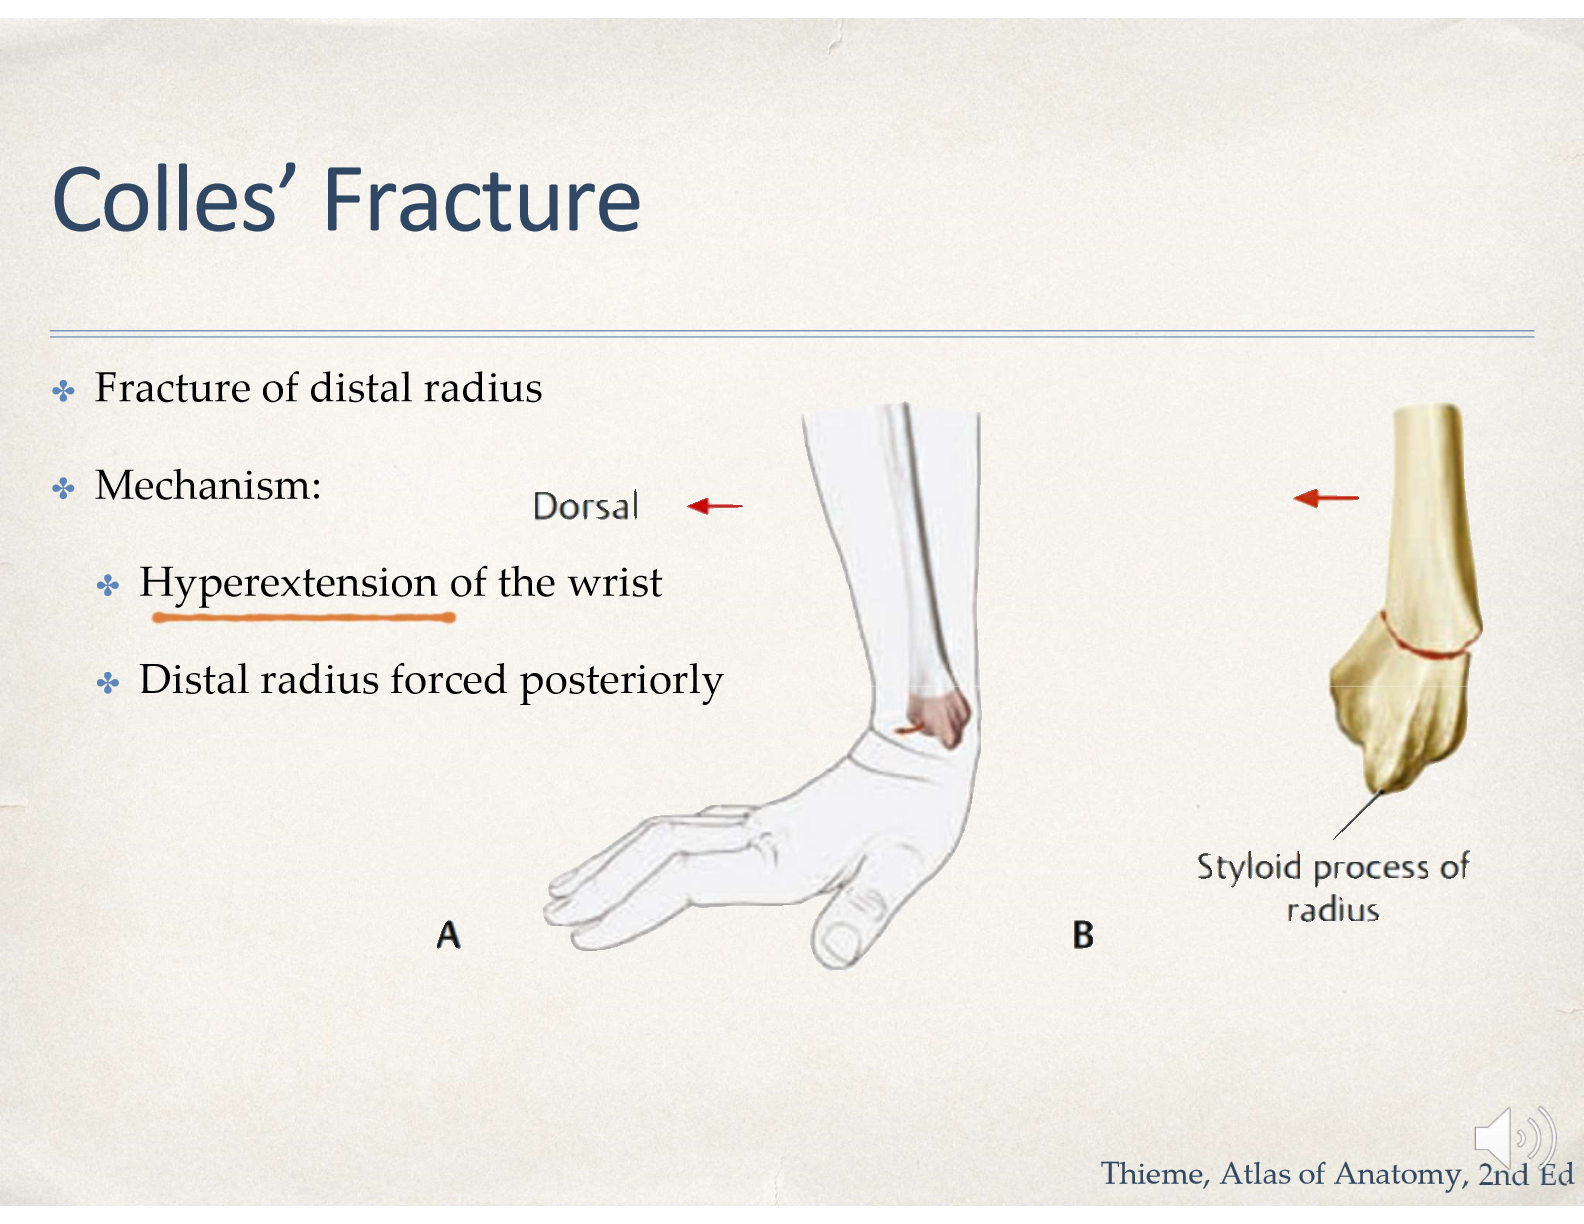 Colles’ Fracture
Fracture of distal radius
Mechanism:
Hyperextension of the wrist
Distal radius forced posteriorly
Dorsal
A
B
Styloid process of
radius
Thieme, Atlas of Anatomy, 2nd Ed